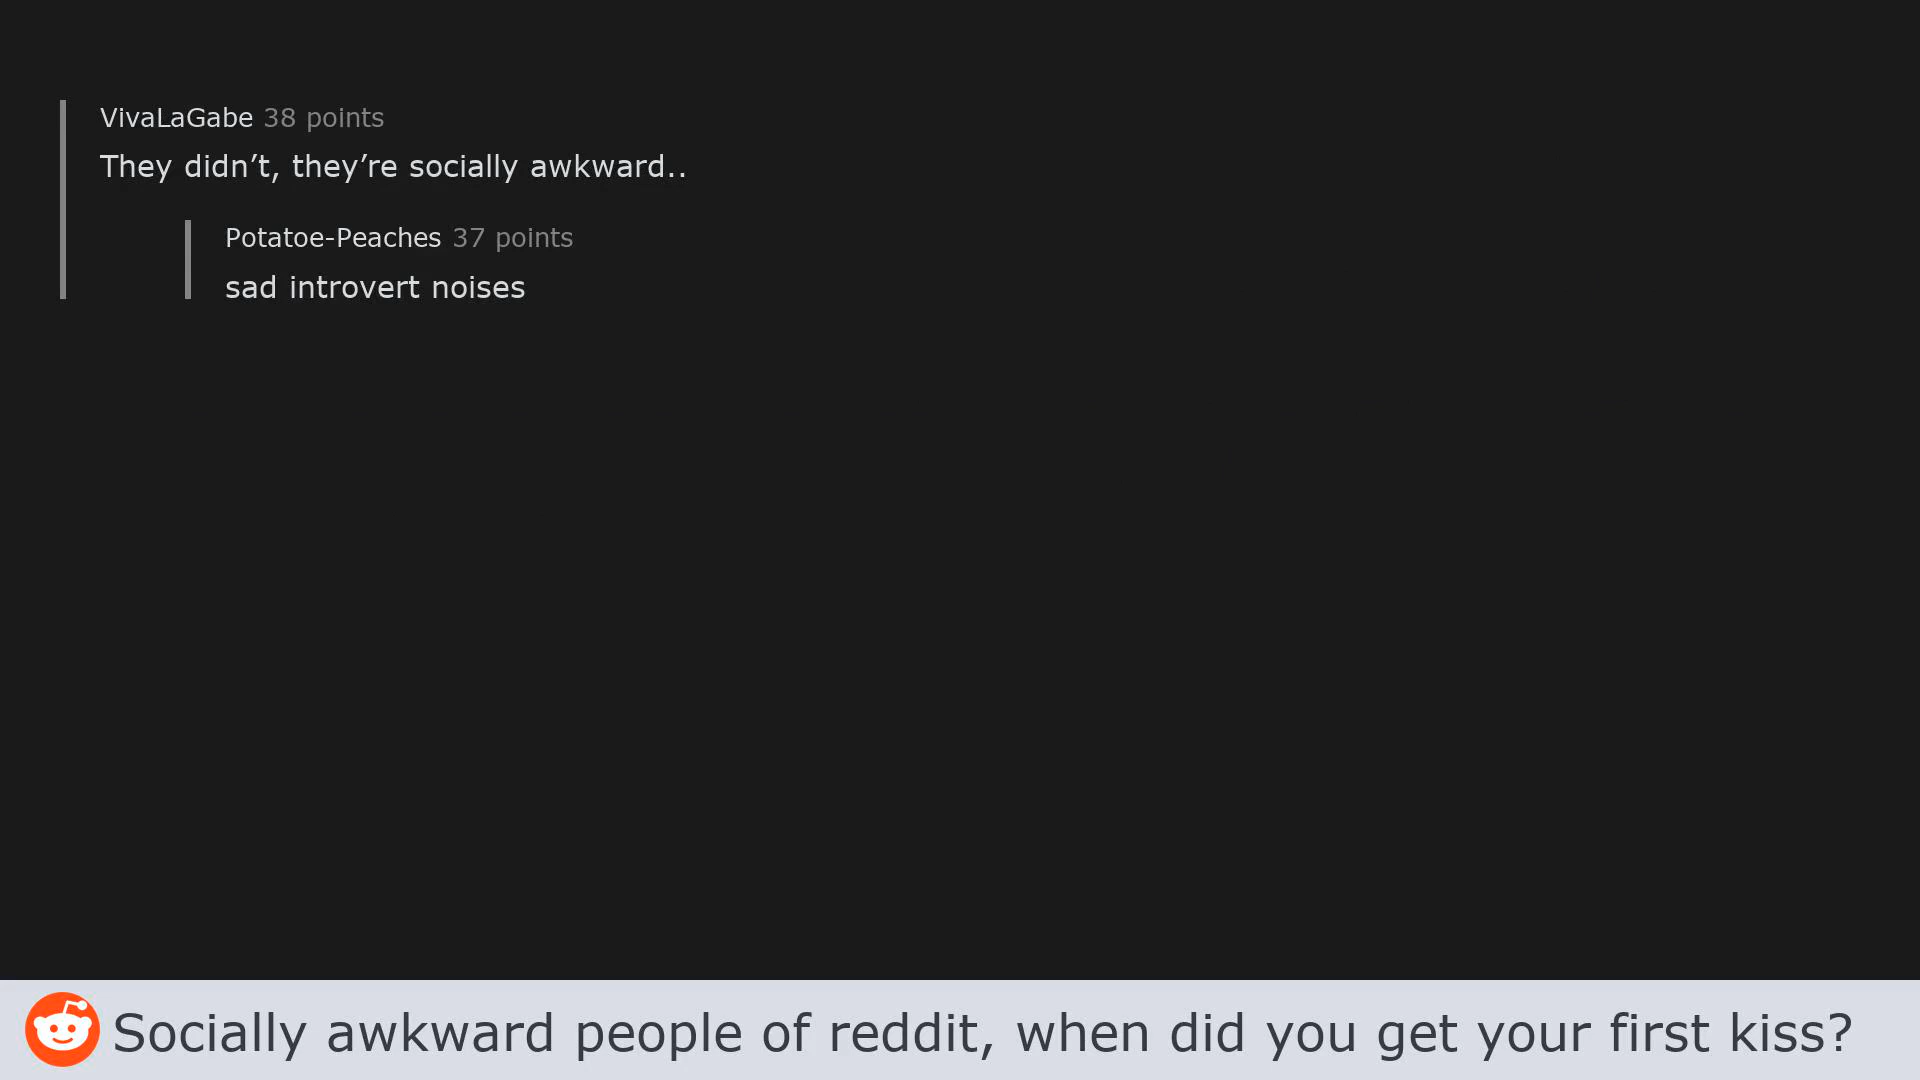 VivaLaGabe 38 points
They didn’t, they’re socially awkward..
Potatoe-Peaches 37 points
sad introvert noises
Socially awkward people of reddit, when did you get your first kiss?